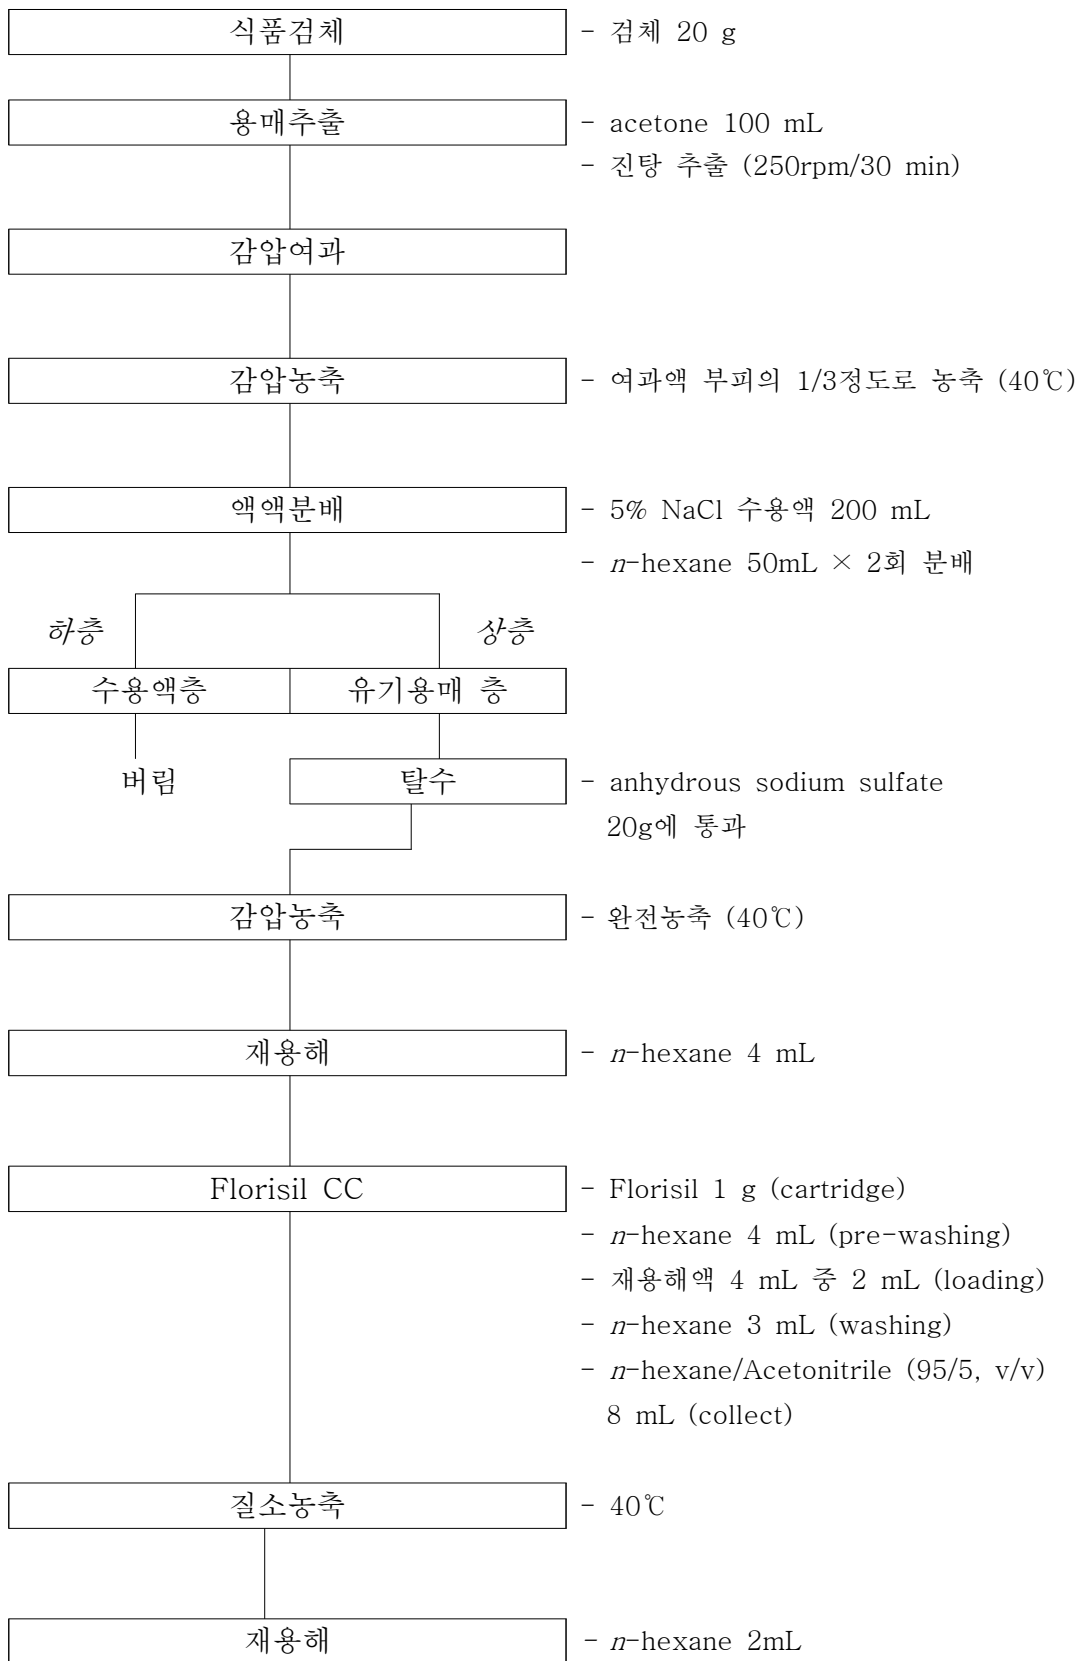 식품검체 - 검체 20 g
용매추출 - acetone 100 mL
- 진탕 추출 (250rpm/30 min)
감압여과
감압농축 - 여과액 부피의 1/3정도로 농축 (40℃)
액액분배 - 5% NaCl 수용액 200 mL
- n-hexane 50mL × 2회 분배
하층 상층
수용액층 유기용매 층
버림 탈수 - anhydrous sodium sulfate
20g에 통과
감압농축 - 완전농축 (40℃)
재용해 - n-hexane 4 mL
Florisil CC - Florisil 1 g (cartridge)
- n-hexane 4 mL (pre-washing)
- 재용해액 4 mL 중 2 mL (loading)
- n-hexane 3 mL (washing)
- n-hexane/Acetonitrile (95/5, v/v)
8 mL (collect)
질소농축 - 40℃
재용해 - n-hexane 2mL